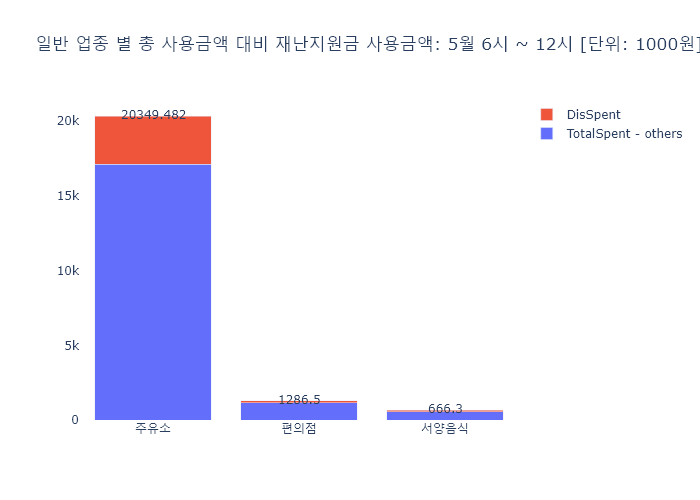 일반 업종 별 총 사용금액 대비 재난지원금 사용금액: 5월 6시 ~ 12시 [단위: 1000원]
DisSpent
TotalSpent - others
20349.482
1286.5
666.3
20k
15k
10k
5k
0
주유소 편의점 서양음식